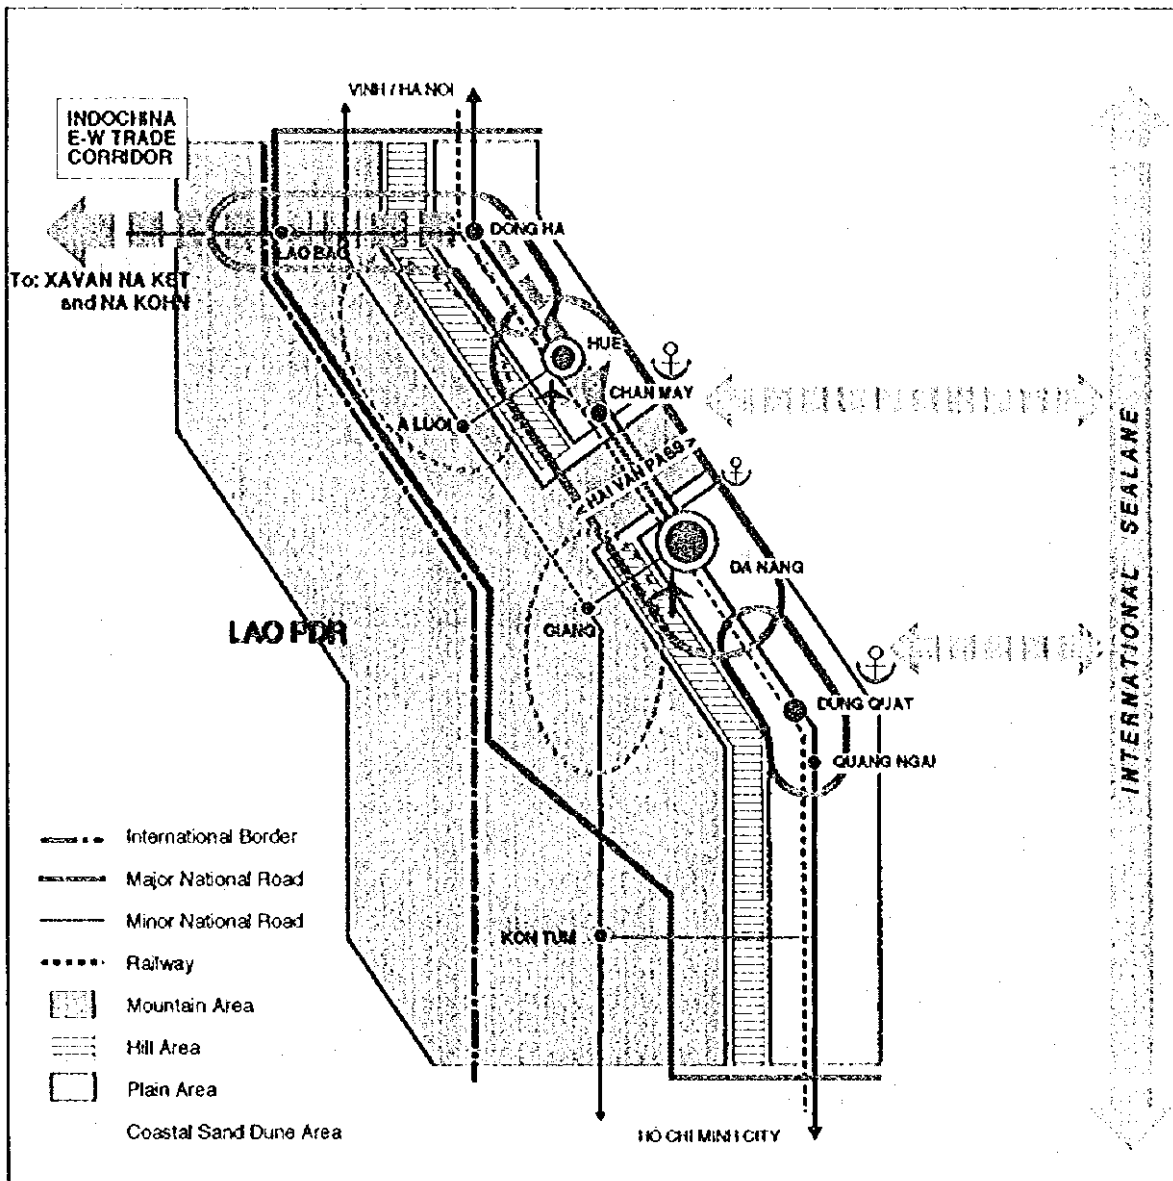 VINH / HA NOI
INDOCHINA
E-W TRADE
CORRIDOR
DONG HA
LAO BAO
To: XAVAN NA KET
and NA KOHN
HUE
CHAN MAY
A LUOI
HAI VAN PASS
DA NANG
GIANG
LAO PDR
DUNG QUAT
QUANG NGAI
INTERNATIONAL SEALANE
International Border
Major National Road
Minor National Road
KON TUM
Railway
Mountain Area
Hill Area
Plain Area
Coastal Sand Dune Area
HO CHI MINH CITY